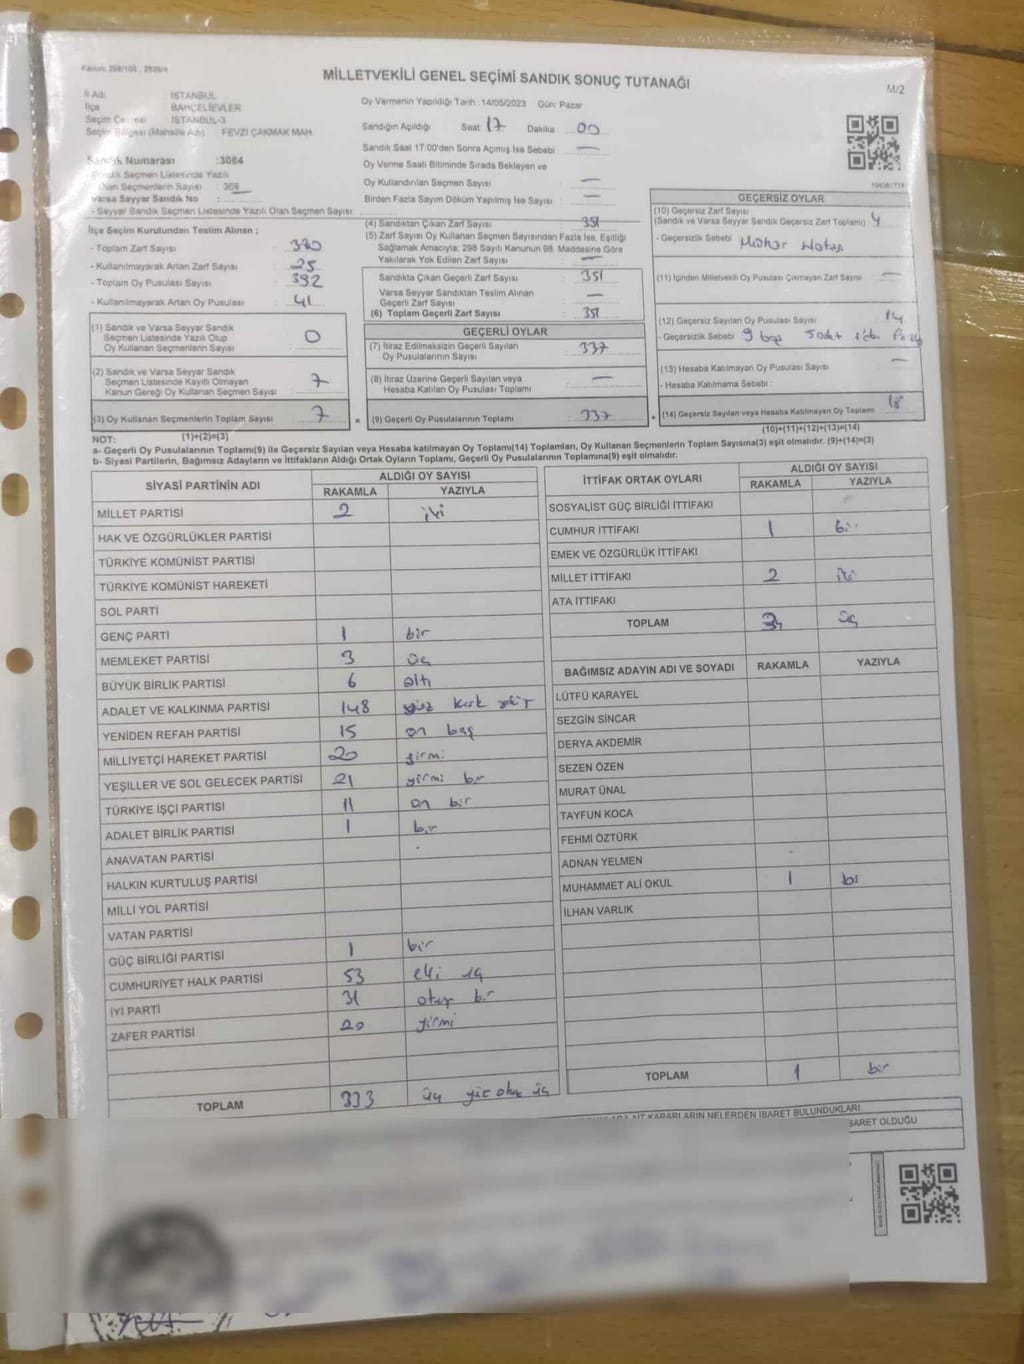 MİLLETVEKİLİ GENEL SEÇİMİ SANDIK SONUÇ TUTANAĞI
M/2
İl Adı : İSTANBUL
İlçe : BAHÇELİEVLER
Seçim Çevresi : İSTANBUL-3
Seçim Bölgesi (Mahalle Adı) : FEVZİ ÇAKMAK MAH.
Sandık Numarası :3084
Sandık Seçmen Listesinde Yazılı
Olan Seçmenlerin Sayısı :
Varsa Seyyar Sandık No :
- Seyyar Sandık Seçmen Listesinde Yazılı Olan Seçmen Sayısı :
Oy Vermenin Yapıldığı Tarih :14/05/2023 Gün: Pazar
Sandığın Açıldığı Saat 17 Dakika 00
Sandık Saat 17:00'den Sonra Açımış İse Sebebi : —
Oy Verme Saati Bitiminde Sırada Bekleyen ve
Oy Kullandırılan Seçmen Sayısı : —
Birden Fazla Sayım Döküm Yapılmış İse Sayısı : —
İlçe Seçim Kurulundan Teslim Alınan ;
- Toplam Zarf Sayısı :
- Kullanılmayarak Artan Zarf Sayısı : 25
- Toplam Oy Pusulası Sayısı : 392
- Kullanılmayarak Artan Oy Pusulası : 41
(1) Sandık ve Varsa Seyyar Sandık
Seçmen Listesinde Yazılı Olup
Oy Kullanan Seçmenlerin Sayısı : 0
(2) Sandık ve Varsa Seyyar Sandık
Seçmen Listesinde Kayıtlı Olmayan
Kanun Gereği Oy Kullanan Seçmen Sayısı : 7
(3) Oy Kullanan Seçmenlerin Toplam Sayısı : 7
(1)+(2)=(3)
(4) Sandıktan Çıkan Zarf Sayısı : 351
(5) Zarf Sayısı Oy Kullanan Seçmen Sayısından Fazla İse, Eşitliği
Sağlamak Amacıyla; 298 Sayılı Kanunun 98. Maddesine Göre
Yakılarak Yok Edilen Zarf Sayısı : —
Sandıkta Çıkan Geçerli Zarf Sayısı : 351
Varsa Seyyar Sandıktan Teslim Alınan
Geçerli Zarf Sayısı : —
(6) Toplam Geçerli Zarf Sayısı : 351
GEÇERLİ OYLAR
(7) İtiraz Edilmeksizin Geçerli Sayılan
Oy Pusulalarının Sayısı : 337
(8) İtiraz Üzerine Geçerli Sayılan veya
Hesaba Katılan Oy Pusulası Toplamı : —
= (9) Geçerli Oy Pusulalarının Toplamı : 337 +
GEÇERSİZ OYLAR
(10) Geçersiz Zarf Sayısı
(Sandık ve Varsa Seyyar Sandık Geçersiz Zarf Toplamı) : 4
- Geçersizlik Sebebi :
(11) İçinden Milletvekili Oy Pusulası Çıkmayan Zarf Sayısı : —
(12) Geçersiz Sayılan Oy Pusulası Sayısı : 14
- Geçersizlik Sebebi : 9 boş 5 adet
(13) Hesaba Katılmayan Oy Pusulası Sayısı : —
- Hesaba Katılmama Sebebi :
(14) Geçersiz Sayılan veya Hesaba Katılmayan Oy Toplamı : 18
(10)+(11)+(12)+(13)=(14)
NOT:
a- Geçerli Oy Pusulalarının Toplamı(9) ile Geçersiz Sayılan veya Hesaba katılmayan Oy Toplamı(14) Toplamları, Oy Kullanan Seçmenlerin Toplam Sayısına(3) eşit olmalıdır. (9)+(14)=(3)
b- Siyasi Partilerin, Bağımsız Adayların ve İttifakların Aldığı Ortak Oyların Toplamı, Geçerli Oy Pusulalarının Toplamına(9) eşit olmalıdır.
SİYASİ PARTİNİN ADI ALDIĞI OY SAYISI
RAKAMLA YAZIYLA
MİLLET PARTİSİ 2 iki
HAK VE ÖZGÜRLÜKLER PARTİSİ
TÜRKİYE KOMÜNİST PARTİSİ
TÜRKİYE KOMÜNİST HAREKETİ
SOL PARTİ
GENÇ PARTİ 1 bir
MEMLEKET PARTİSİ 3 üç
BÜYÜK BİRLİK PARTİSİ 6 altı
ADALET VE KALKINMA PARTİSİ 148 yüz kırk sekiz
YENİDEN REFAH PARTİSİ 15 on beş
MİLLİYETÇİ HAREKET PARTİSİ 20 yirmi
YEŞİLLER VE SOL GELECEK PARTİSİ 21 yirmi bir
TÜRKİYE İŞÇİ PARTİSİ 11 on bir
ADALET BİRLİK PARTİSİ 1 bir
ANAVATAN PARTİSİ
HALKIN KURTULUŞ PARTİSİ
MİLLİ YOL PARTİSİ
VATAN PARTİSİ
GÜÇ BİRLİĞİ PARTİSİ 1 bir
CUMHURİYET HALK PARTİSİ 53 elli üç
İYİ PARTİ 31 otuz bir
ZAFER PARTİSİ 20 yirmi
TOPLAM 333 üç yüz otuz üç
İTTİFAK ORTAK OYLARI ALDIĞI OY SAYISI
RAKAMLA YAZIYLA
SOSYALİST GÜÇ BİRLİĞİ İTTİFAKI
CUMHUR İTTİFAKI 1 bir
EMEK VE ÖZGÜRLÜK İTTİFAKI
MİLLET İTTİFAKI 2 iki
ATA İTTİFAKI
TOPLAM 3 üç
BAĞIMSIZ ADAYIN ADI VE SOYADI RAKAMLA YAZIYLA
LÜTFÜ KARAYEL
SEZGİN SİNCAR
DERYA AKDEMİR
SEZEN ÖZEN
MURAT ÜNAL
TAYFUN KOCA
FEHMİ ÖZTÜRK
ADNAN YELMEN
MUHAMMET ALİ OKUL 1 bi
İLHAN VARLIK
TOPLAM 1 bir
AİT KARARLARIN NELERDEN İBARET BULUNDUKLARI
BARET OLDUĞU